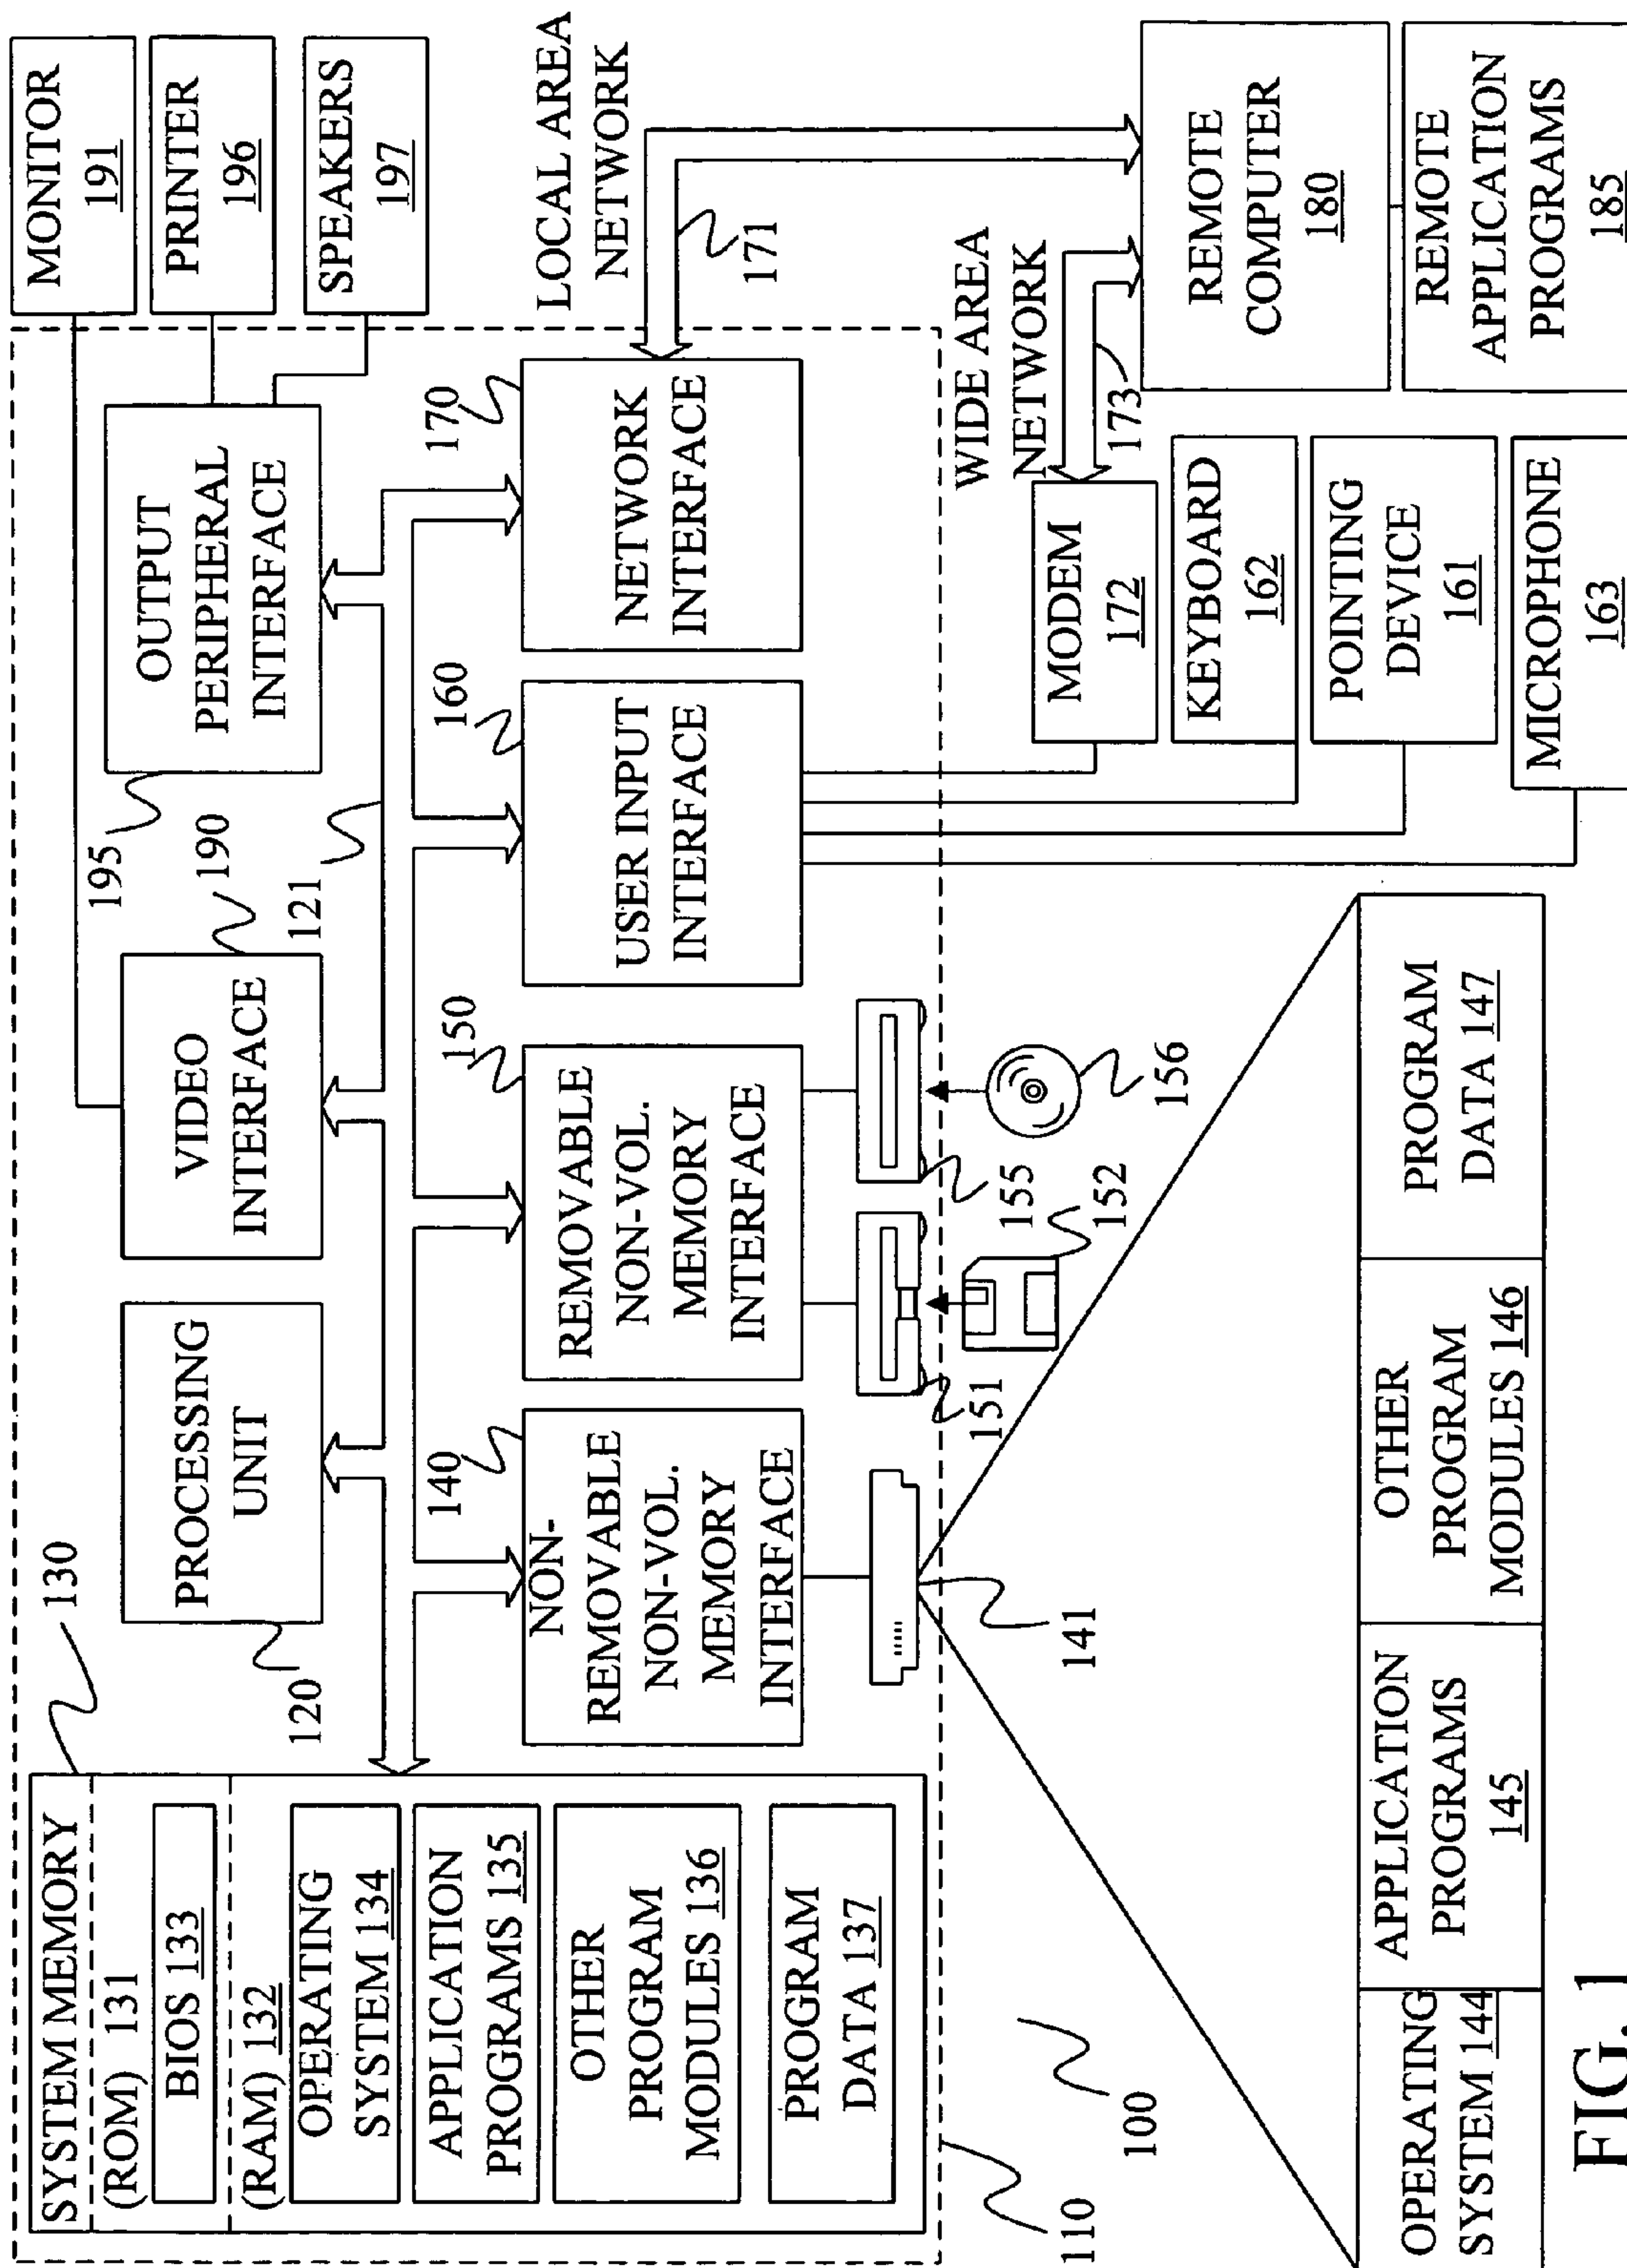 SYSTEM MEMORY
(ROM) 131
BIOS 133
(RAM) 132
OPERATING
SYSTEM 134
APPLICATION
PROGRAMS 135
OTHER
PROGRAM
MODULES 136
PROGRAM
DATA 137
130
120
PROCESSING
UNIT
VIDEO
INTERFACE
190
121
195
OUTPUT
PERIPHERAL
INTERFACE
MONITOR
191
PRINTER
196
SPEAKERS
197
140
NON-
REMOVABLE
NON-VOL.
MEMORY
INTERFACE
150
REMOVABLE
NON-VOL.
MEMORY
INTERFACE
160
USER INPUT
INTERFACE
170
NETWORK
INTERFACE
LOCAL AREA
NETWORK
171
141
151
152
155
156
WIDE AREA
NETWORK
173
MODEM
172
KEYBOARD
162
POINTING
DEVICE
161
MICROPHONE
163
REMOTE
COMPUTER
180
REMOTE
APPLICATION
PROGRAMS
185
110
100
OPERATING
SYSTEM 144
APPLICATION
PROGRAMS
145
OTHER
PROGRAM
MODULES 146
PROGRAM
DATA 147
FIG. 1